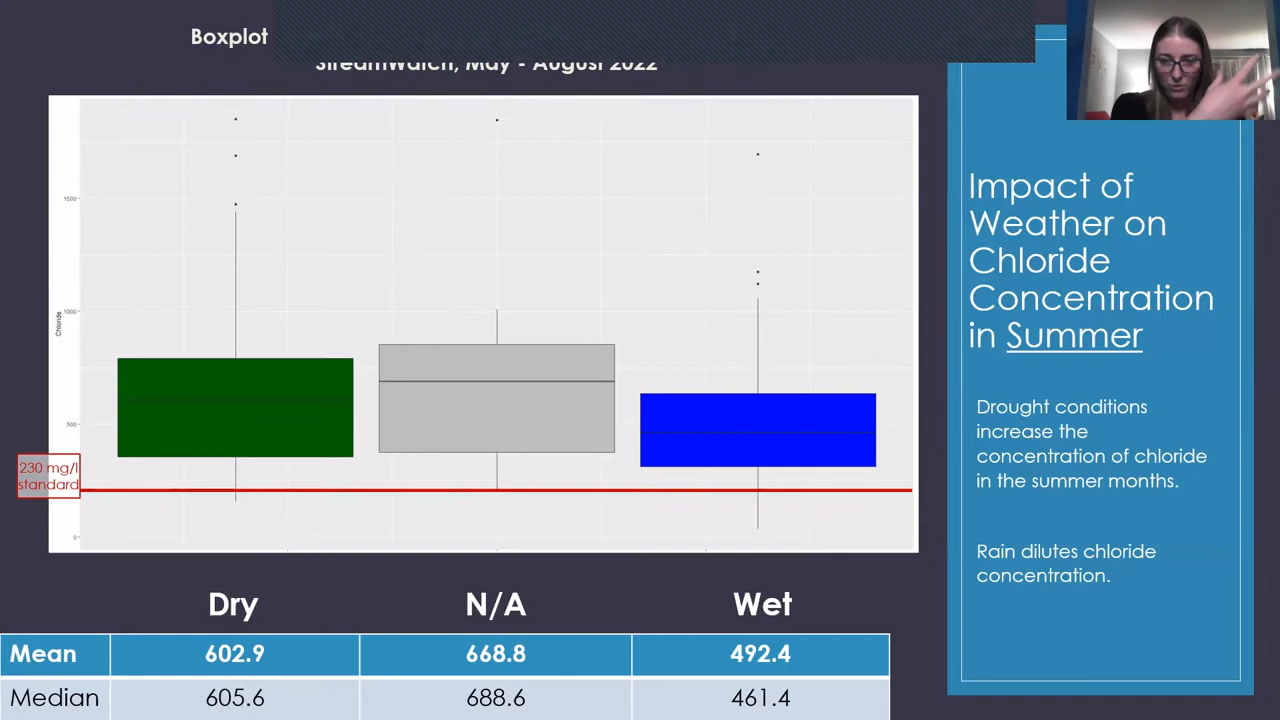 Boxplot
StreamWatch, May - August 2022
Chloride
1500
1000
500
0
230 mg/l
standard
Impact of
Weather on
Chloride
Concentration
in Summer
Drought conditions
increase the
concentration of chloride
in the summer months.
Rain dilutes chloride
concentration.
Dry N/A Wet
Mean 602.9 668.8 492.4
Median 605.6 688.6 461.4